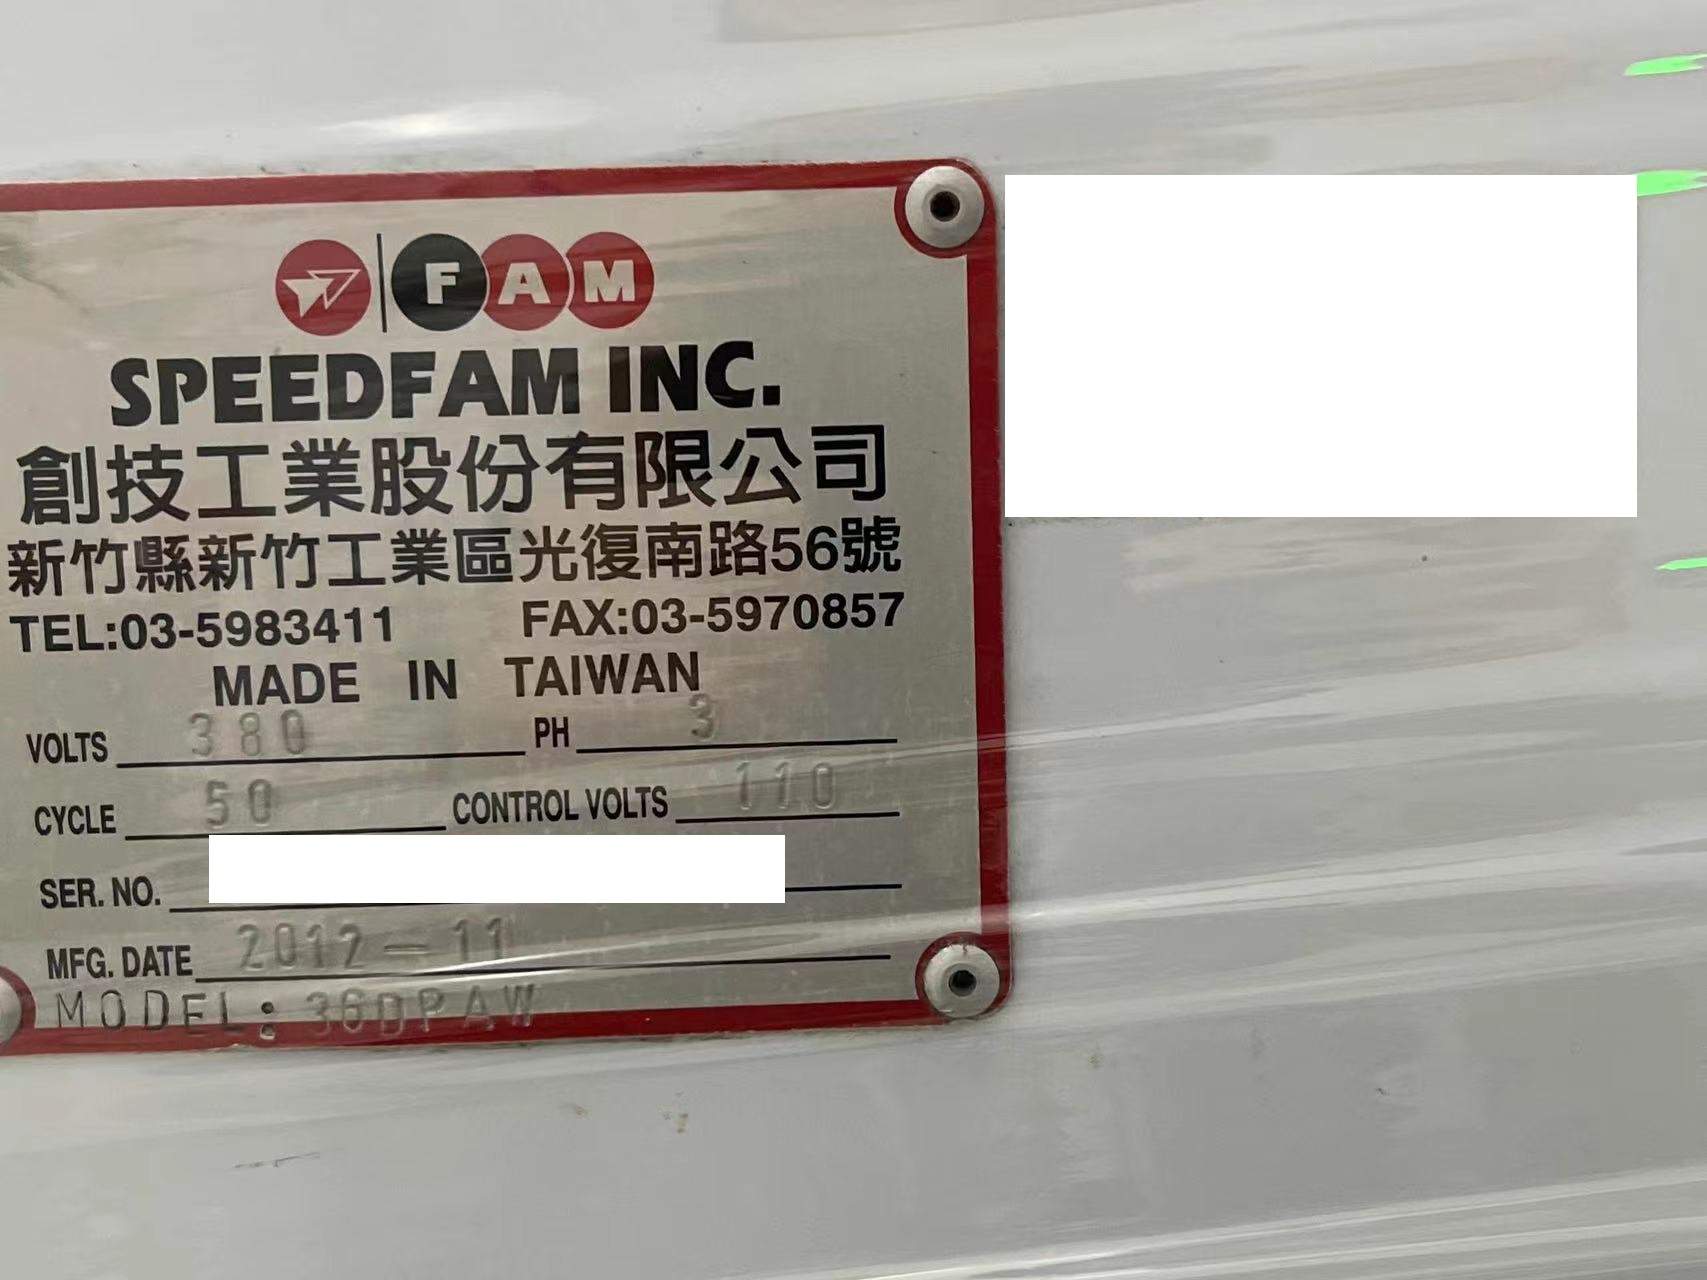 FAM
SPEEDFAM INC.
創技工業股份有限公司
新竹縣新竹工業區光復南路56號
TEL:03-5983411 FAX:03-5970857
MADE IN TAIWAN
VOLTS 380 PH 3
CYCLE 50 CONTROL VOLTS 110
SER. NO.
MFG. DATE 2012-11
MODEL: 36DPAW